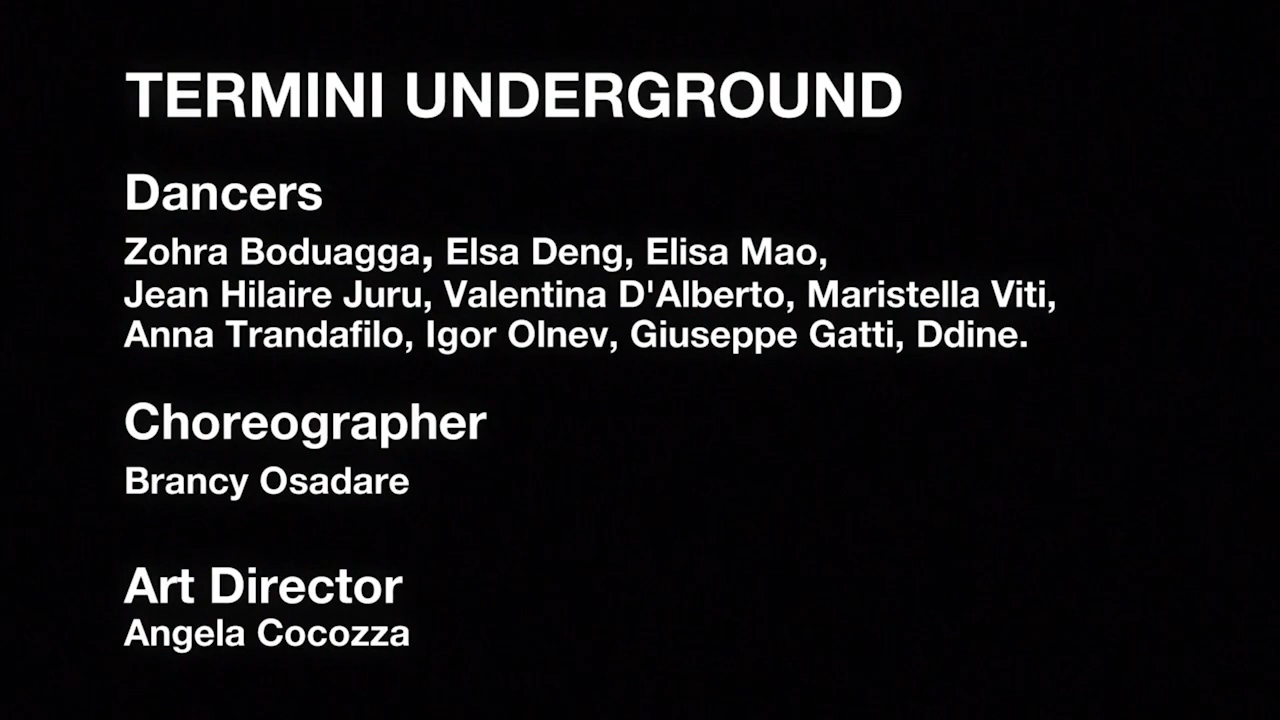 TERMINI UNDERGROUND
Dancers
Zohra Boduagga, Elsa Deng, Elisa Mao,
Jean Hilaire Juru, Valentina D'Alberto, Maristella Viti,
Anna Trandafilo, Igor Olnev, Giuseppe Gatti, Ddine.
Choreographer
Brancy Osadare
Art Director
Angela Cocozza